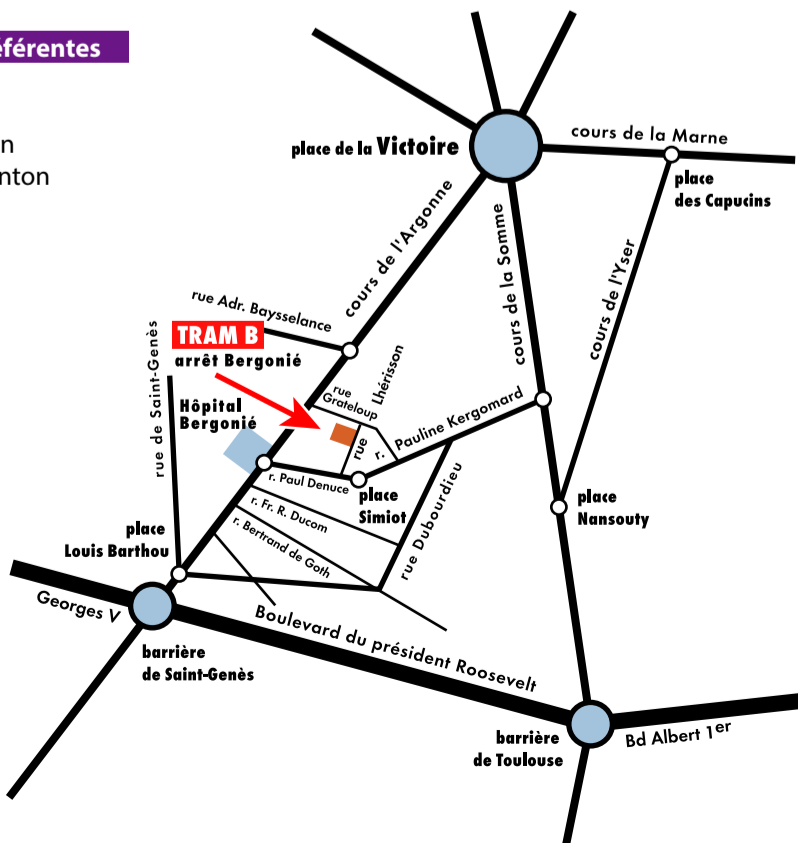 éférentes
n
nton
place de la Victoire
cours de la Marne
place
des Capucins
cours de l'Argonne
cours de la Somme
cours de l'Yser
rue Adr. Baysselance
TRAM B
arrêt Bergonié
rue de Saint-Genès
Hôpital
Bergonié
rue
Grateloup
rue Lhérisson
r. Pauline Kergomard
r. Paul Denuce
place
Simiot
place
Nansouty
r. Fr. R. Ducom
r. Bertrand de Goth
rue Dubourdieu
place
Louis Barthou
Georges V
Boulevard du président Roosevelt
barrière
de Saint-Genès
barrière
de Toulouse
Bd Albert 1er